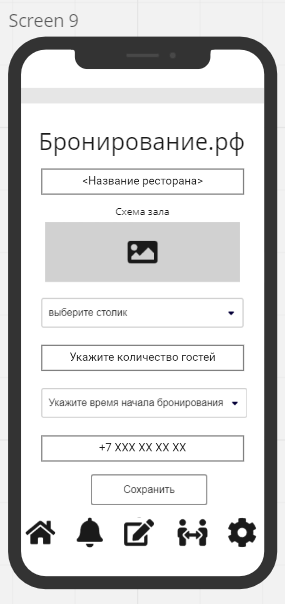 Screen 9
Бронирование.рф
<Название ресторана>
Схема зала
выберите столик
Укажите количество гостей
Укажите время начала бронирования
+7 XXX XX XX XX
Сохранить